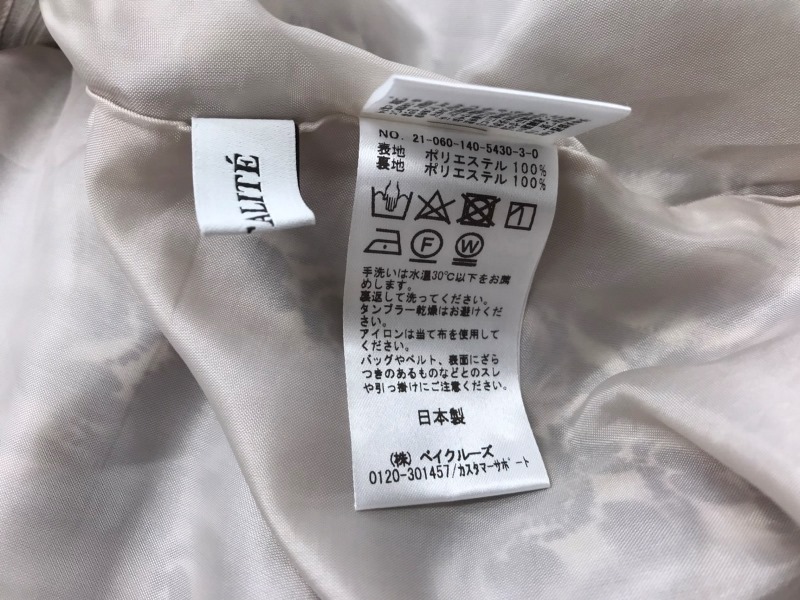 ALITÉ
NO. 21-060-140-5430-3-0
表地 ポリエステル 100%
裏地 ポリエステル 100%
F W
手洗いは水温30℃以下をお薦
めします。
裏返して洗ってください。
タンブラー乾燥はお避けくだ
さい。
アイロンは当て布を使用して
ください。
バッグやベルト、表面にざら
つきのあるものなどとのスレ
や引っ掛けにご注意ください。
日本製
(株) ベイクルーズ
0120-301457/カスタマーサポート